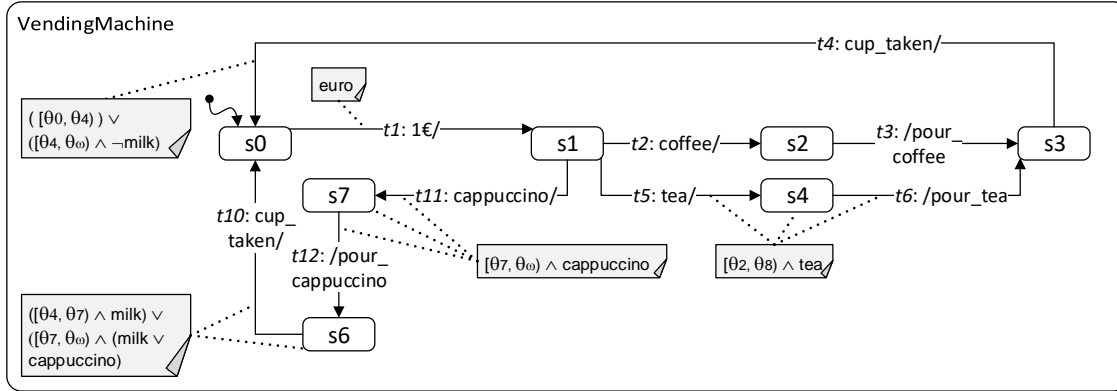 VendingMachine
t4: cup_taken/
euro
( [θ0, θ4) ) ∨
([θ4, θω) ∧ ¬milk)
s0
t1: 1€/
s1
t2: coffee/
s2
t3: /pour_
coffee
s3
t11: cappuccino/
s7
t5: tea/
s4
t6: /pour_tea
t10: cup_
taken/
t12: /pour_
cappuccino
[θ7, θω) ∧ cappuccino
[θ2, θ8) ∧ tea
([θ4, θ7) ∧ milk) ∨
([θ7, θω) ∧ (milk ∨
cappuccino)
s6